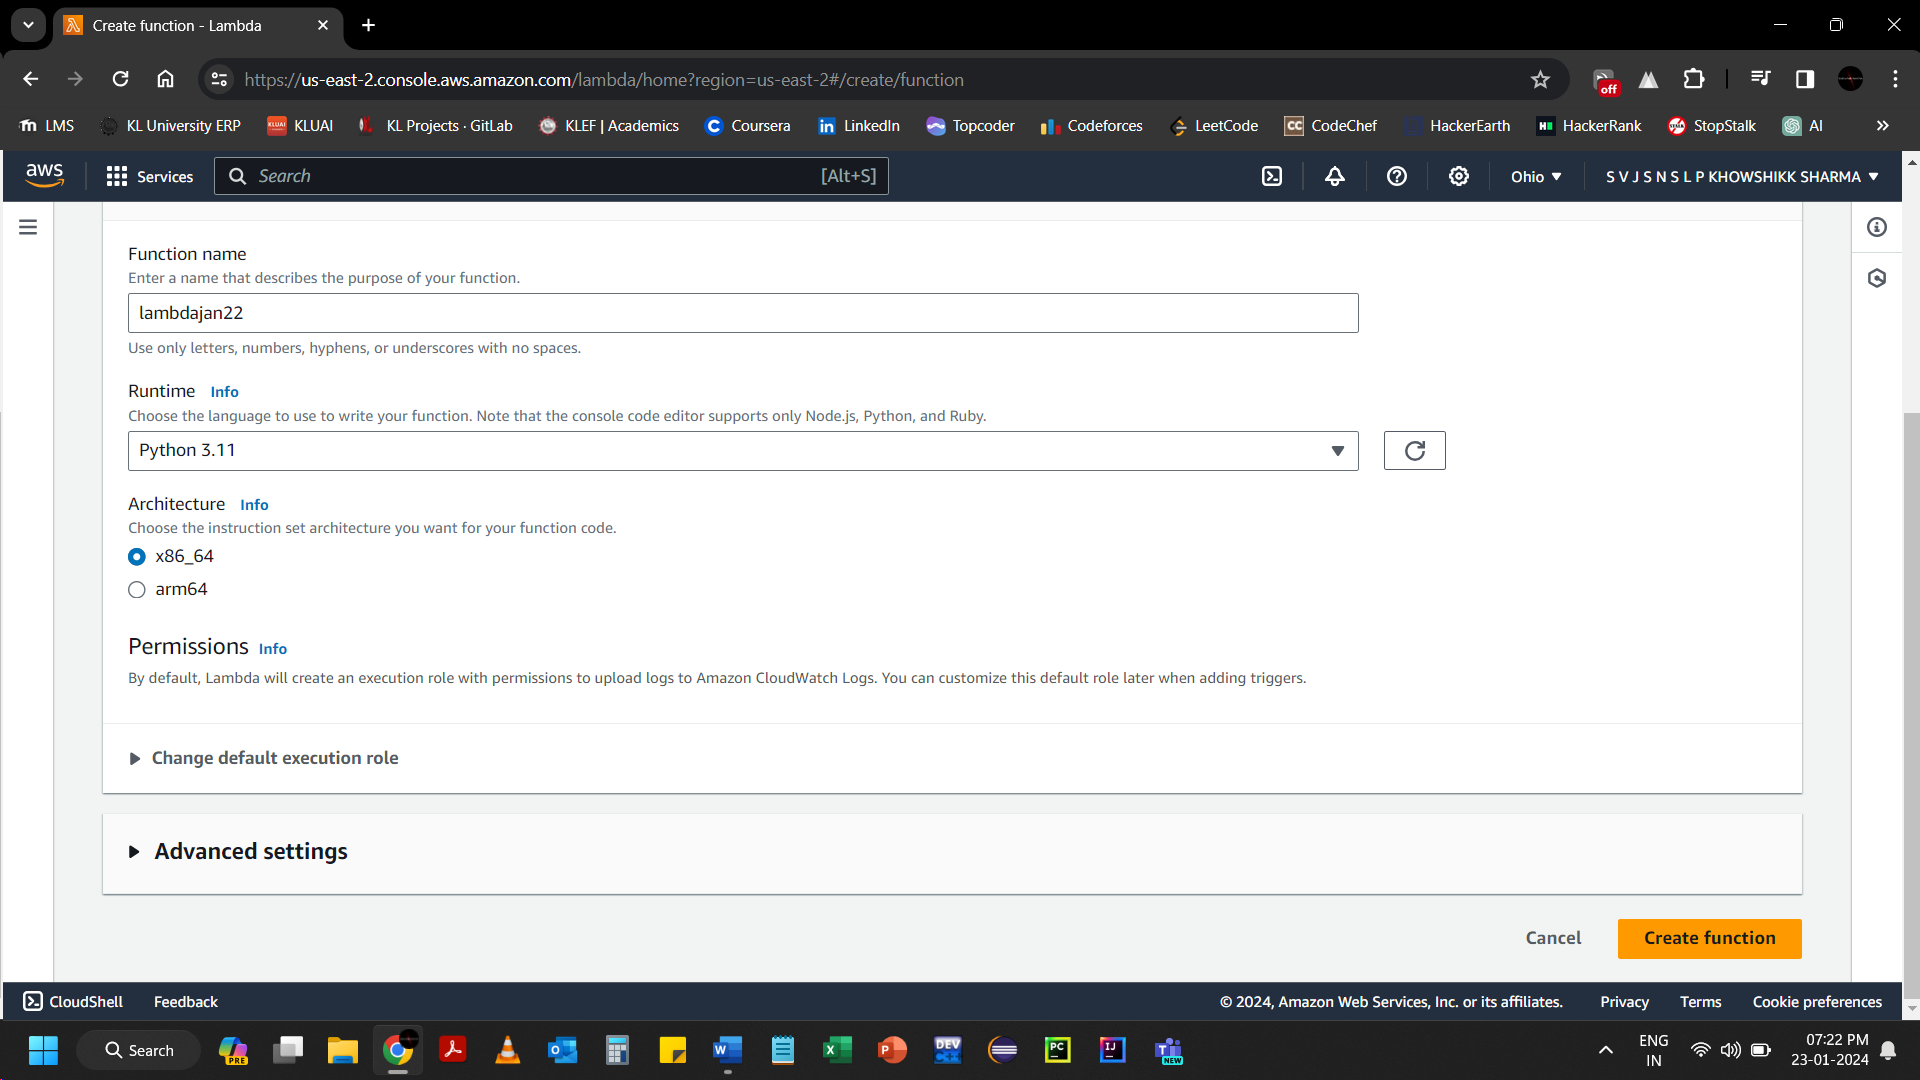 Create function - Lambda
https://us-east-2.console.aws.amazon.com/lambda/home?region=us-east-2#/create/function
off
LMS
KL University ERP
KLUAI KLUAI
KL Projects · GitLab
KLEF | Academics
Coursera
in LinkedIn
Topcoder
Codeforces
LeetCode
CC CodeChef
HackerEarth
H HackerRank
StopStalk
AI
aws
Services
Search [Alt+S]
Ohio
S V J S N S L P KHOWSHIKK SHARMA
Function name
Enter a name that describes the purpose of your function.
lambdajan22
Use only letters, numbers, hyphens, or underscores with no spaces.
Runtime Info
Choose the language to use to write your function. Note that the console code editor supports only Node.js, Python, and Ruby.
Python 3.11
Architecture Info
Choose the instruction set architecture you want for your function code.
x86_64
arm64
Permissions Info
By default, Lambda will create an execution role with permissions to upload logs to Amazon CloudWatch Logs. You can customize this default role later when adding triggers.
Change default execution role
Advanced settings
Cancel
Create function
CloudShell Feedback
© 2024, Amazon Web Services, Inc. or its affiliates. Privacy Terms Cookie preferences
Search
PRE
DEV
C++
PC
IJ
NEW
ENG
IN
07:22 PM
23-01-2024